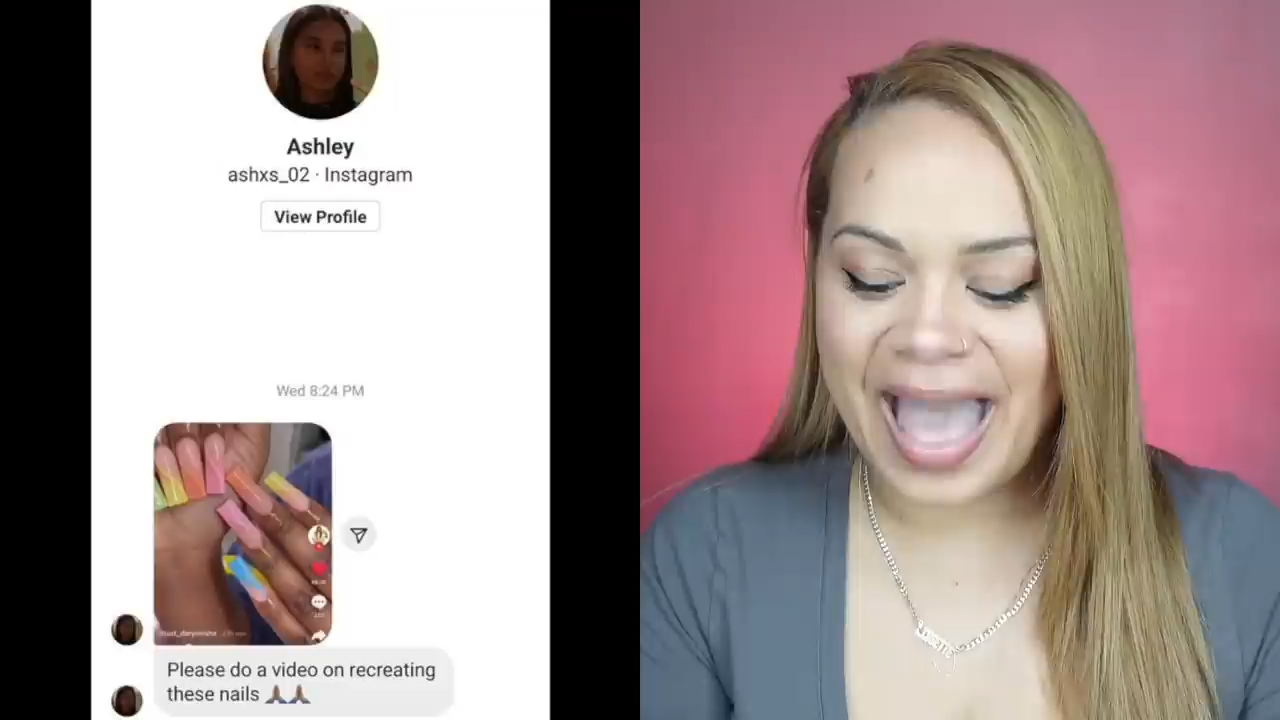 Ashley
ashxs_02 · Instagram
View Profile
Wed 8:24 PM
Please do a video on recreating
these nails 🙏🏾🙏🏾